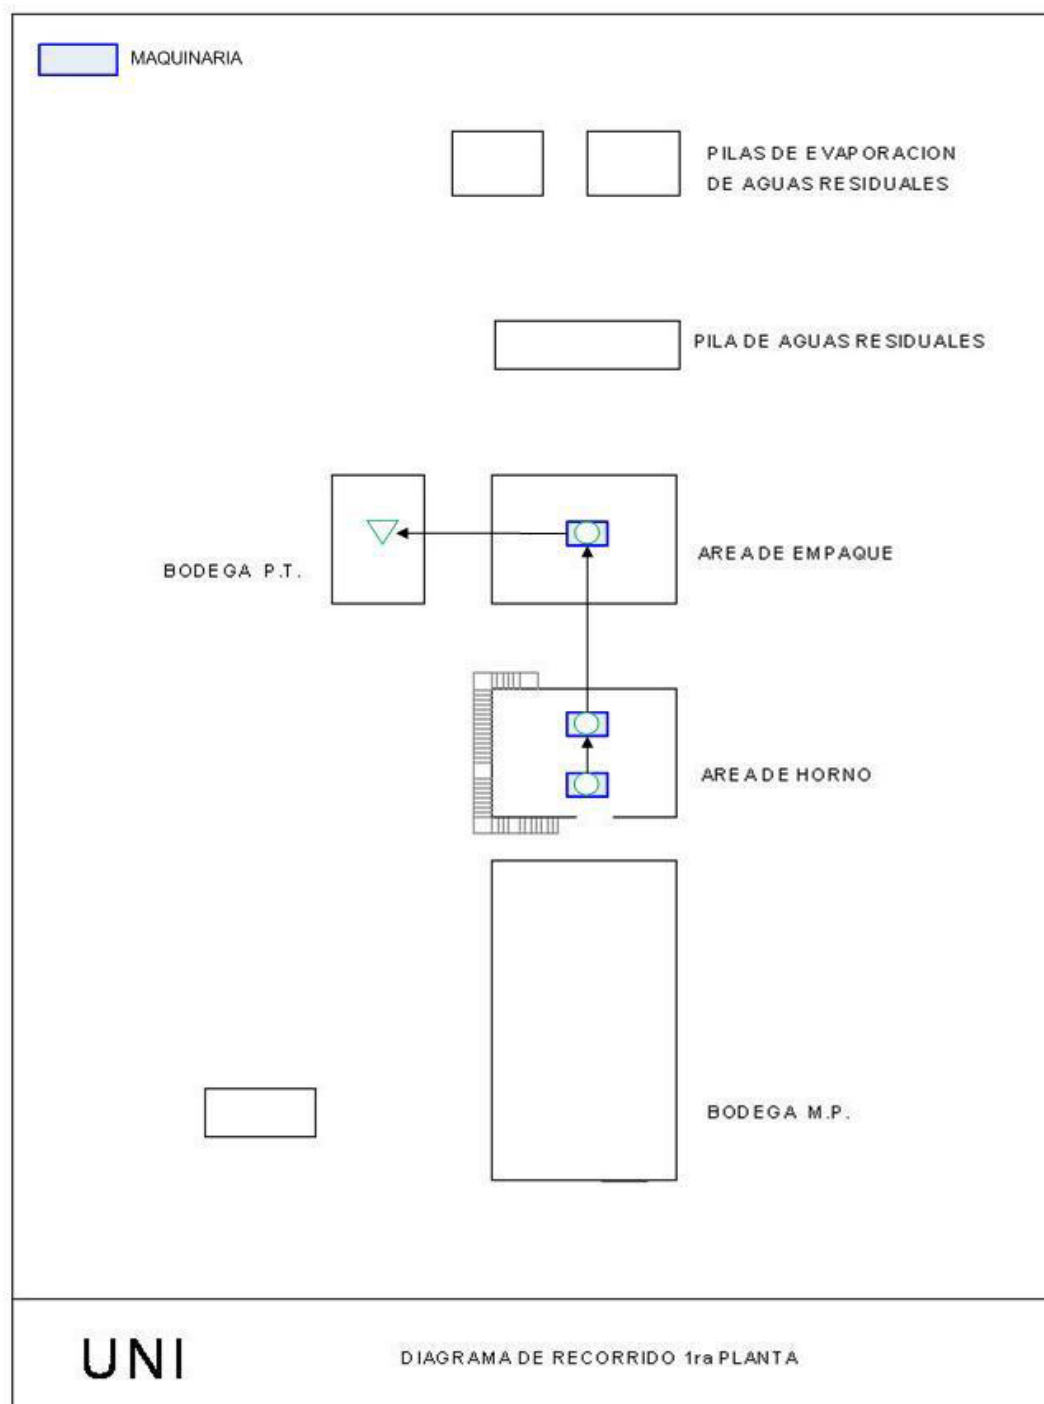 MAQUINARIA
PILAS DE EVAPORACION
DE AGUAS RESIDUALES
PILA DE AGUAS RESIDUALES
AREA DE EMPAQUE
BODEGA P.T.
AREA DE HORNO
BODEGA M.P.
UNI
DIAGRAMA DE RECORRIDO 1ra PLANTA